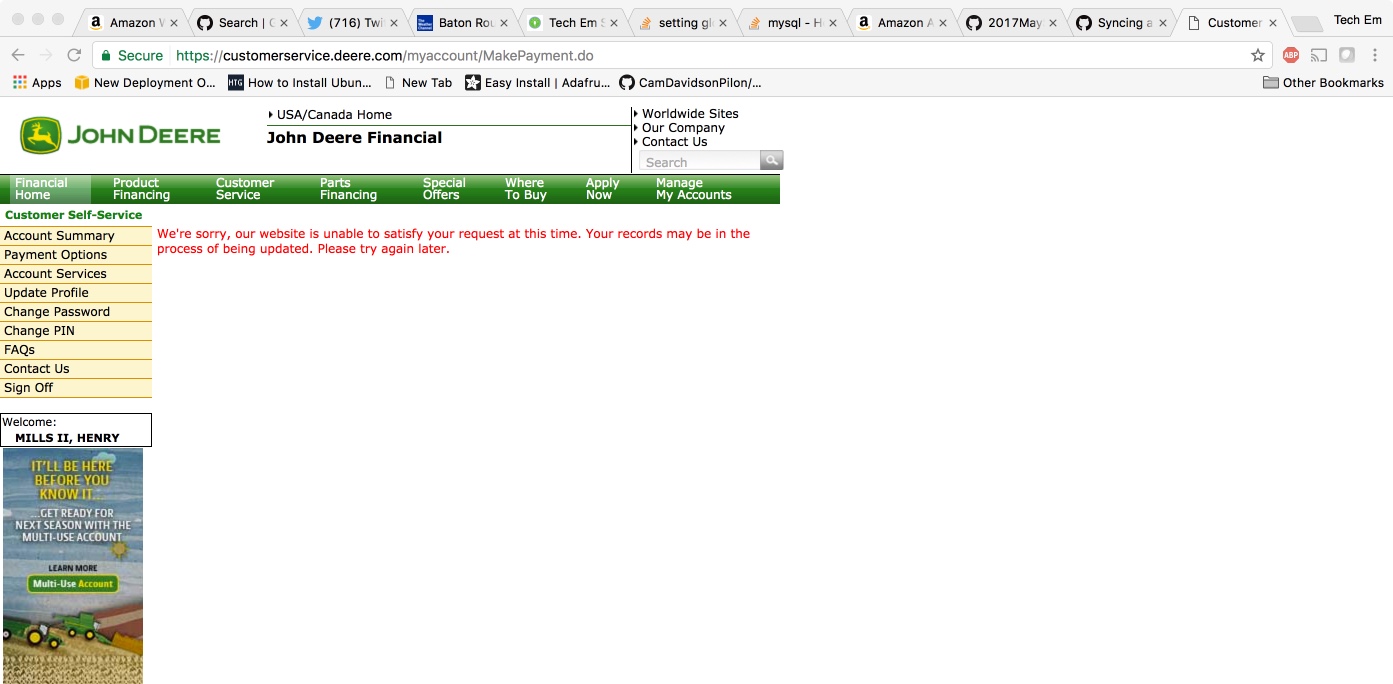 Amazon W
Search | G
(716) Twi
Baton Rou
Tech Em S
setting gl
mysql - H
Amazon A
2017May
Syncing a
Customer
Tech Em
Secure
https://customerservice.deere.com/myaccount/MakePayment.do
ABP
Apps
New Deployment O...
HTG
How to Install Ubun...
New Tab
Easy Install | Adafru...
CamDavidsonPilon/...
Other Bookmarks
JOHN DEERE
USA/Canada Home
John Deere Financial
Worldwide Sites
Our Company
Contact Us
Search
Financial
Home
Product
Financing
Customer
Service
Parts
Financing
Special
Offers
Where
To Buy
Apply
Now
Manage
My Accounts
Customer Self-Service
Account Summary
Payment Options
Account Services
Update Profile
Change Password
Change PIN
FAQs
Contact Us
Sign Off
We're sorry, our website is unable to satisfy your request at this time. Your records may be in the
process of being updated. Please try again later.
Welcome:
MILLS II, HENRY
IT'LL BE HERE
BEFORE YOU
KNOW IT...
...GET READY FOR
NEXT SEASON WITH THE
MULTI-USE ACCOUNT
LEARN MORE
Multi-Use Account